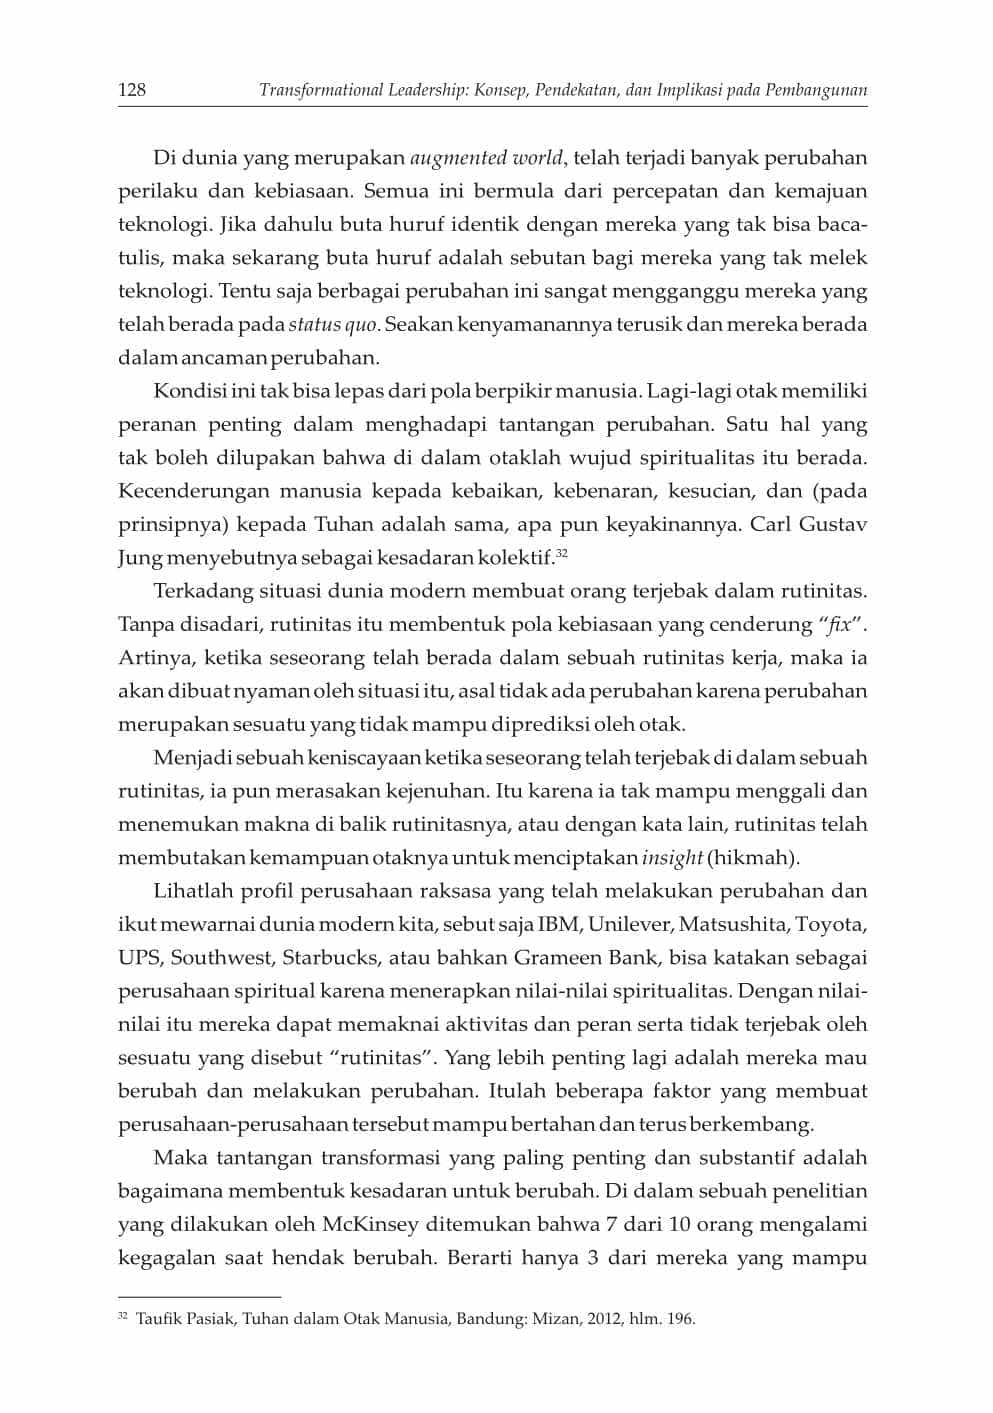 128 Transformational Leadership: Konsep, Pendekatan, dan Implikasi pada Pembangunan
Di dunia yang merupakan augmented world, telah terjadi banyak perubahan
perilaku dan kebiasaan. Semua ini bermula dari percepatan dan kemajuan
teknologi. Jika dahulu buta huruf identik dengan mereka yang tak bisa baca-
tulis, maka sekarang buta huruf adalah sebutan bagi mereka yang tak melek
teknologi. Tentu saja berbagai perubahan ini sangat mengganggu mereka yang
telah berada pada status quo. Seakan kenyamanannya terusik dan mereka berada
dalam ancaman perubahan.
Kondisi ini tak bisa lepas dari pola berpikir manusia. Lagi-lagi otak memiliki
peranan penting dalam menghadapi tantangan perubahan. Satu hal yang
tak boleh dilupakan bahwa di dalam otaklah wujud spiritualitas itu berada.
Kecenderungan manusia kepada kebaikan, kebenaran, kesucian, dan (pada
prinsipnya) kepada Tuhan adalah sama, apa pun keyakinannya. Carl Gustav
Jung menyebutnya sebagai kesadaran kolektif.32
Terkadang situasi dunia modern membuat orang terjebak dalam rutinitas.
Tanpa disadari, rutinitas itu membentuk pola kebiasaan yang cenderung “fix”.
Artinya, ketika seseorang telah berada dalam sebuah rutinitas kerja, maka ia
akan dibuat nyaman oleh situasi itu, asal tidak ada perubahan karena perubahan
merupakan sesuatu yang tidak mampu diprediksi oleh otak.
Menjadi sebuah keniscayaan ketika seseorang telah terjebak di dalam sebuah
rutinitas, ia pun merasakan kejenuhan. Itu karena ia tak mampu menggali dan
menemukan makna di balik rutinitasnya, atau dengan kata lain, rutinitas telah
membutakan kemampuan otaknya untuk menciptakan insight (hikmah).
Lihatlah profil perusahaan raksasa yang telah melakukan perubahan dan
ikut mewarnai dunia modern kita, sebut saja IBM, Unilever, Matsushita, Toyota,
UPS, Southwest, Starbucks, atau bahkan Grameen Bank, bisa katakan sebagai
perusahaan spiritual karena menerapkan nilai-nilai spiritualitas. Dengan nilai-
nilai itu mereka dapat memaknai aktivitas dan peran serta tidak terjebak oleh
sesuatu yang disebut “rutinitas”. Yang lebih penting lagi adalah mereka mau
berubah dan melakukan perubahan. Itulah beberapa faktor yang membuat
perusahaan-perusahaan tersebut mampu bertahan dan terus berkembang.
Maka tantangan transformasi yang paling penting dan substantif adalah
bagaimana membentuk kesadaran untuk berubah. Di dalam sebuah penelitian
yang dilakukan oleh McKinsey ditemukan bahwa 7 dari 10 orang mengalami
kegagalan saat hendak berubah. Berarti hanya 3 dari mereka yang mampu
32 Taufik Pasiak, Tuhan dalam Otak Manusia, Bandung: Mizan, 2012, hlm. 196.